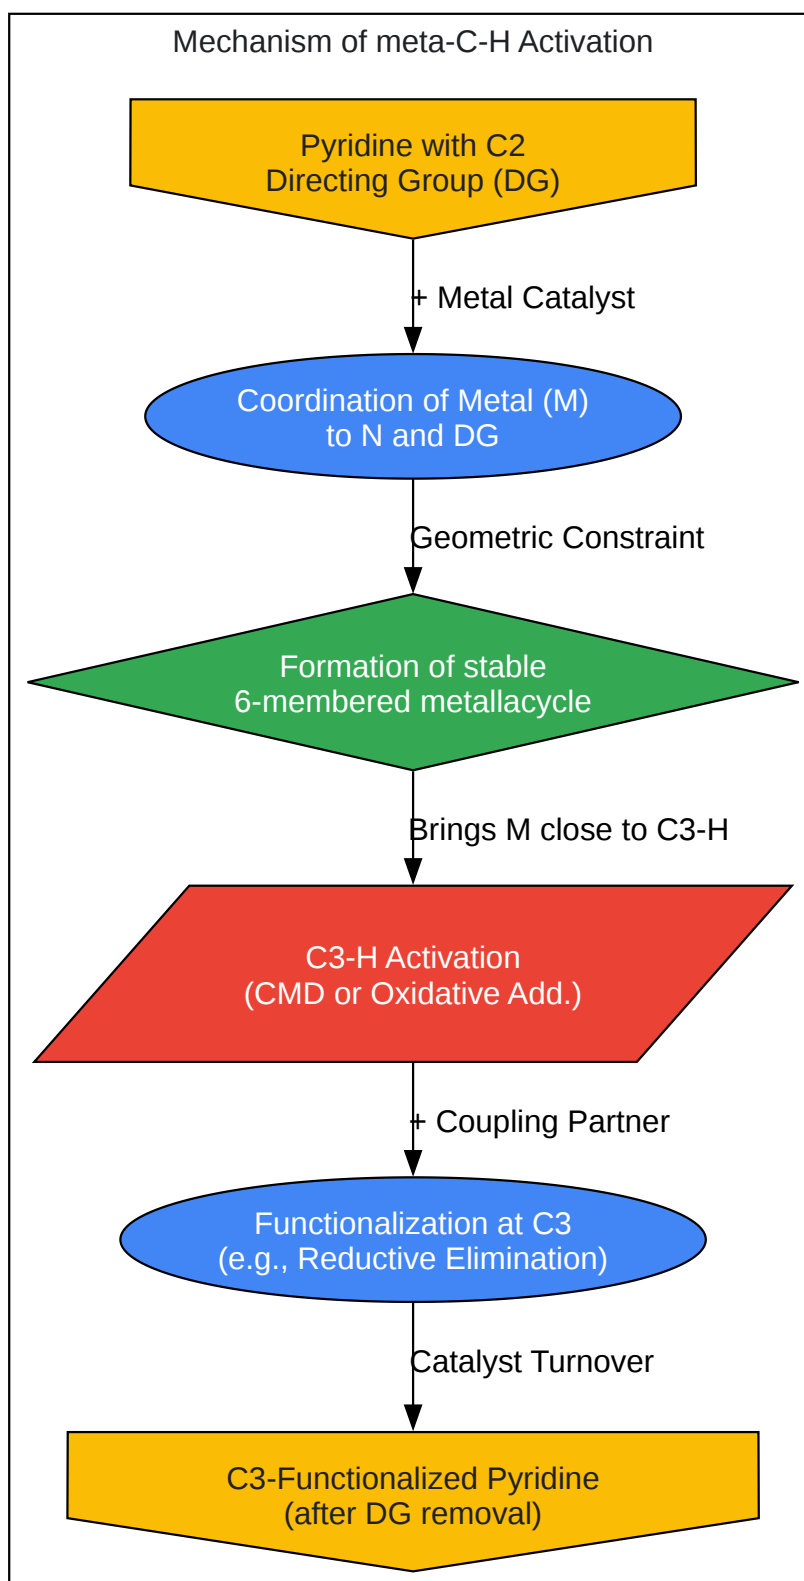 Mechanism of meta-C-H Activation
Pyridine with C2
Directing Group (DG)
+ Metal Catalyst
Coordination of Metal (M)
to N and DG
Geometric Constraint
Formation of stable
6-membered metallacycle
Brings M close to C3-H
C3-H Activation
(CMD or Oxidative Add.)
+ Coupling Partner
Functionalization at C3
(e.g., Reductive Elimination)
Catalyst Turnover
C3-Functionalized Pyridine
(after DG removal)